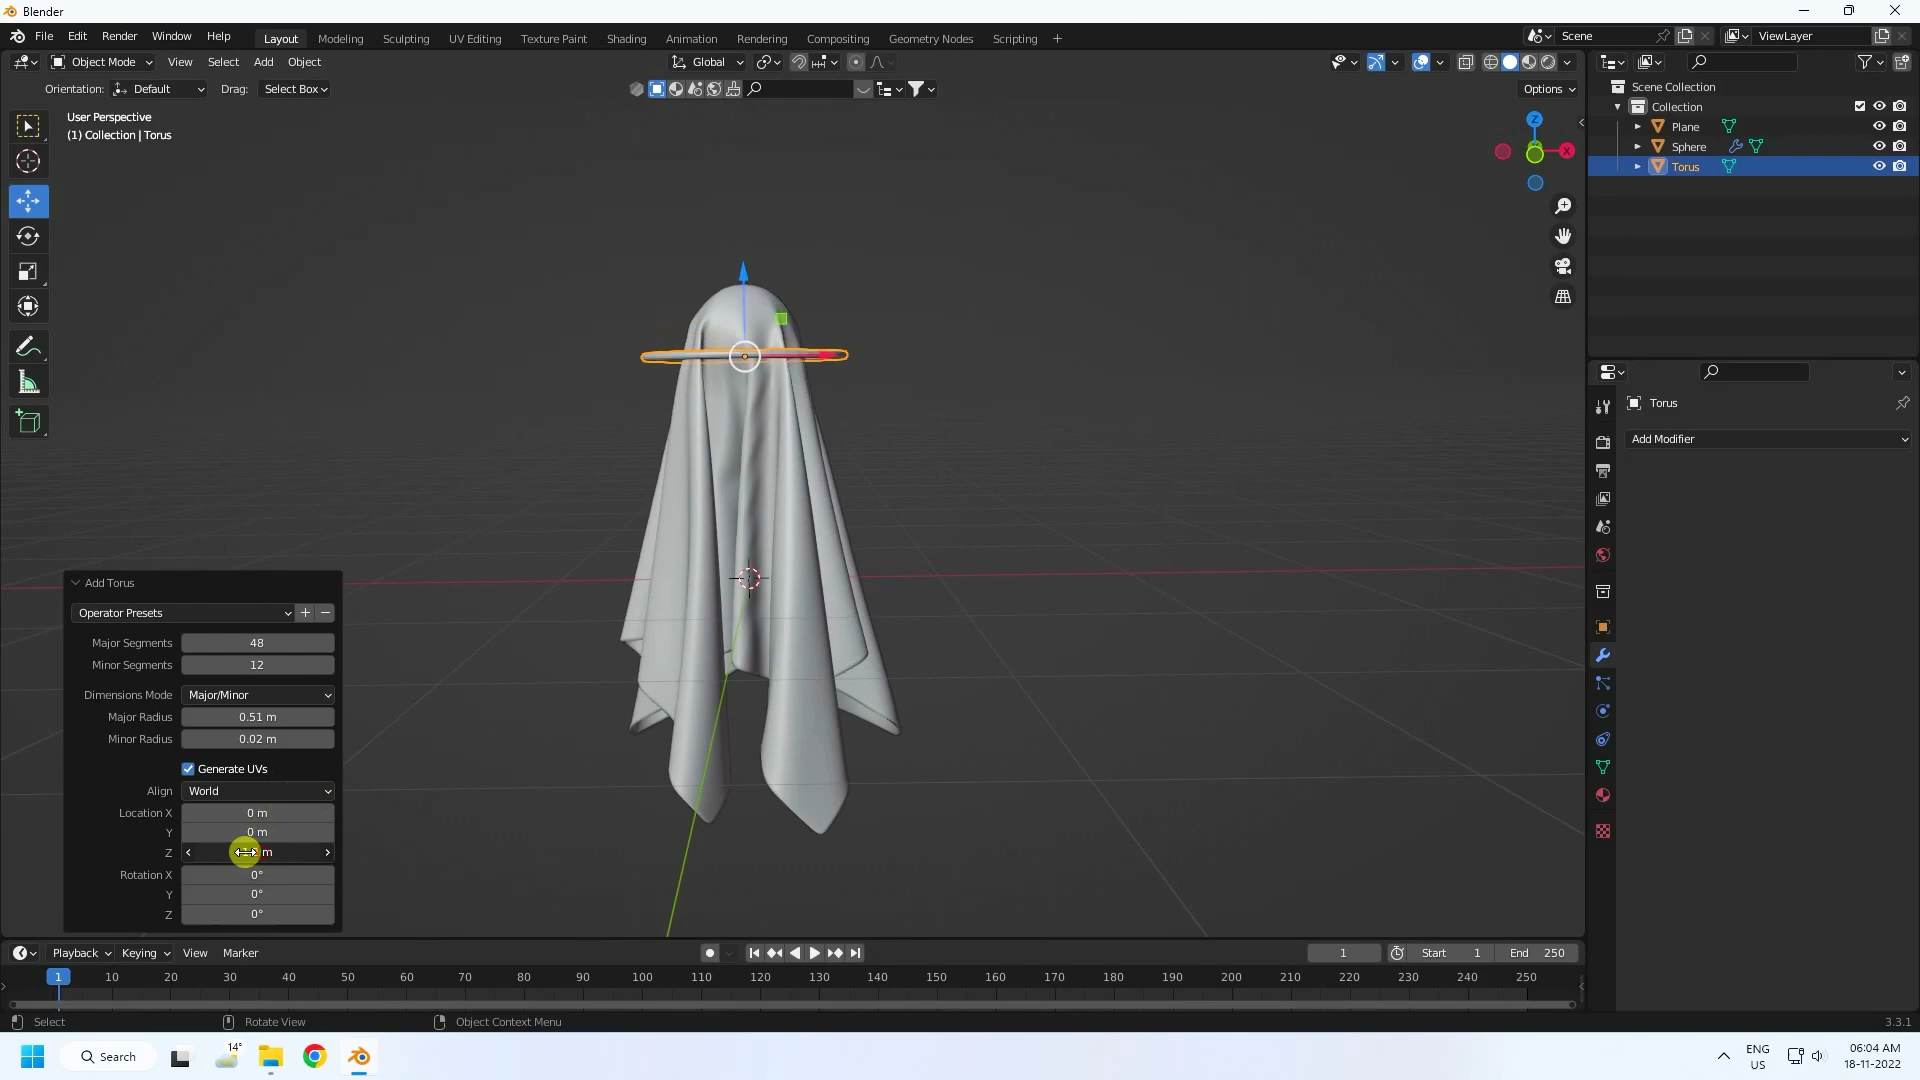 Blender
File Edit Render Window Help Layout Modeling Sculpting UV Editing Texture Paint Shading Animation Rendering Compositing Geometry Nodes Scripting + Scene ViewLayer
Object Mode View Select Add Object Global
Orientation: Default Drag: Select Box Options
User Perspective
(1) Collection | Torus
Z
X
Scene Collection
Collection
Plane
Sphere
Torus
Torus
Add Modifier
Add Torus
Operator Presets
Major Segments 48
Minor Segments 12
Dimensions Mode Major/Minor
Major Radius 0.51 m
Minor Radius 0.02 m
Generate UVs
Align World
Location X 0 m
Y 0 m
Z m
Rotation X 0°
Y 0°
Z 0°
Playback Keying View Marker 1 Start 1 End 250
1 10 20 30 40 50 60 70 80 90 100 110 120 130 140 150 160 170 180 190 200 210 220 230 240 250
Select Rotate View Object Context Menu 3.3.1
Search 14° ENG US 06:04 AM
18-11-2022